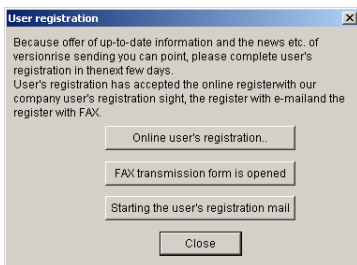 User registration
Because offer of up-to-date information and the news etc. of
versionrise sending you can point, please complete user's
registration in thenext few days.
User's registration has accepted the online registerwith our
company user's registration sight, the register with e-mailand the
register with FAX.
Online user's registration..
FAX transmission form is opened
Starting the user's registration mail
Close